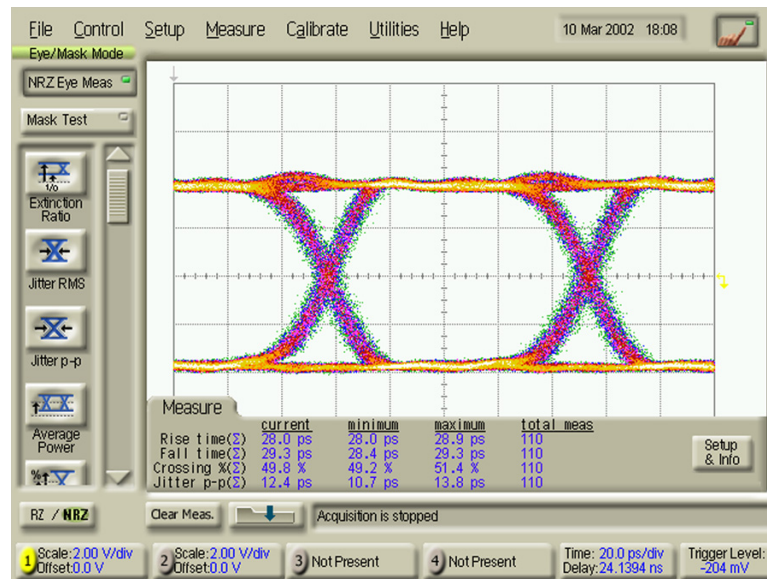 File Control Setup Measure Calibrate Utilities Help 10 Mar 2002 18:08
Eye/Mask Mode
NRZ Eye Meas
Mask Test
1/0
Extinction
Ratio
Jitter RMS
Jitter p-p
Average
Power
%
Measure
current minimum maximum total meas
Rise time(Σ) 28.0 ps 28.0 ps 28.9 ps 110
Fall time(Σ) 29.3 ps 28.4 ps 29.3 ps 110
Crossing %(Σ) 49.8 % 49.2 % 51.4 % 110
Jitter p-p(Σ) 12.4 ps 10.7 ps 13.8 ps 110
Setup
& Info
RZ / NRZ
Clear Meas.
Acquisition is stopped
1 Scale:2.00 V/div
Offset:0.0 V
2 Scale:2.00 V/div
Offset:0.0 V
3 Not Present
4 Not Present
Time: 20.0 ps/div
Delay:24.1394 ns
Trigger Level:
-204 mV